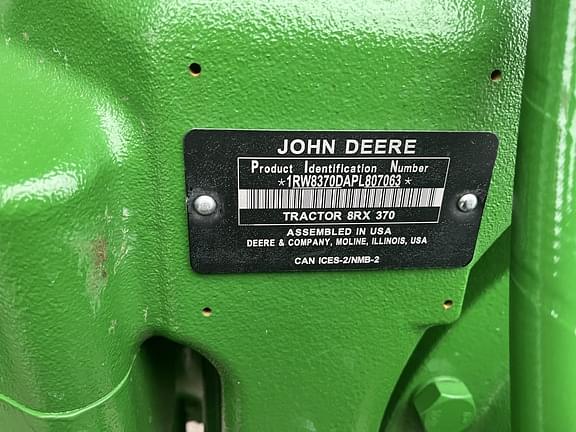 JOHN DEERE
Product Identification Number
*1RW8370DAPL807063*
TRACTOR 8RX 370
ASSEMBLED IN USA
DEERE & COMPANY, MOLINE, ILLINOIS, USA
CAN ICES-2/NMB-2